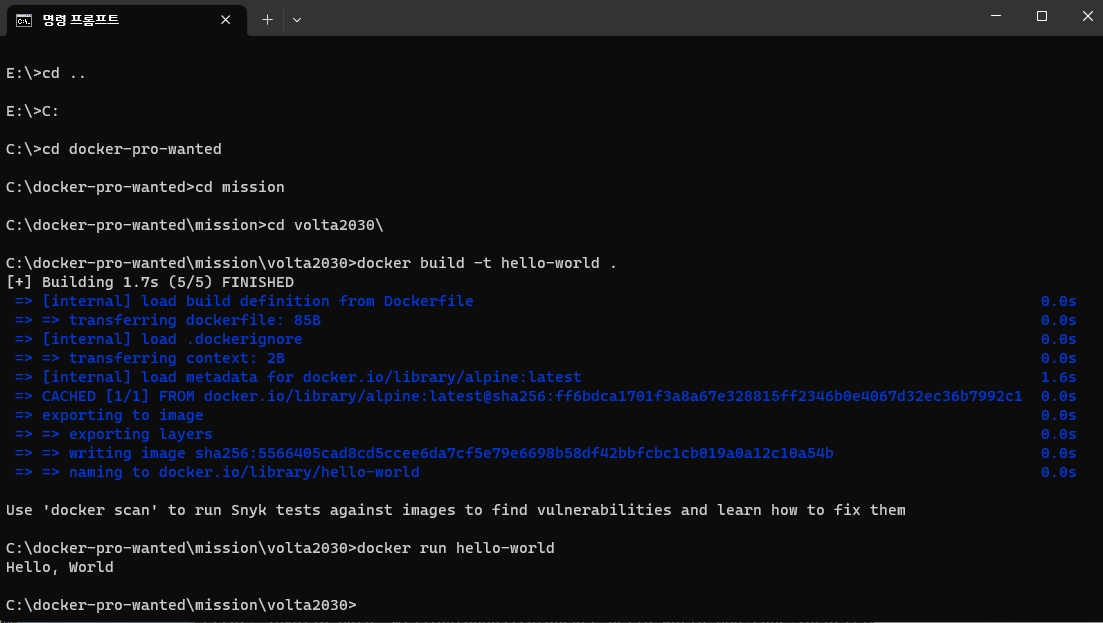 명령 프롬프트
E:\>cd ..
E:\>C:
C:\>cd docker-pro-wanted
C:\docker-pro-wanted>cd mission
C:\docker-pro-wanted\mission>cd volta2030\
C:\docker-pro-wanted\mission\volta2030>docker build -t hello-world .
[+] Building 1.7s (5/5) FINISHED
=> [internal] load build definition from Dockerfile 0.0s
=> => transferring dockerfile: 85B 0.0s
=> [internal] load .dockerignore 0.0s
=> => transferring context: 2B 0.0s
=> [internal] load metadata for docker.io/library/alpine:latest 1.6s
=> CACHED [1/1] FROM docker.io/library/alpine:latest@sha256:ff6bdca1701f3a8a67e328815ff2346b0e4067d32ec36b7992c1 0.0s
=> exporting to image 0.0s
=> => exporting layers 0.0s
=> => writing image sha256:5566405cad8cd5ccee6da7cf5e79e6698b58df42bbfcbc1cb019a0a12c10a54b 0.0s
=> => naming to docker.io/library/hello-world 0.0s
Use 'docker scan' to run Snyk tests against images to find vulnerabilities and learn how to fix them
C:\docker-pro-wanted\mission\volta2030>docker run hello-world
Hello, World
C:\docker-pro-wanted\mission\volta2030>